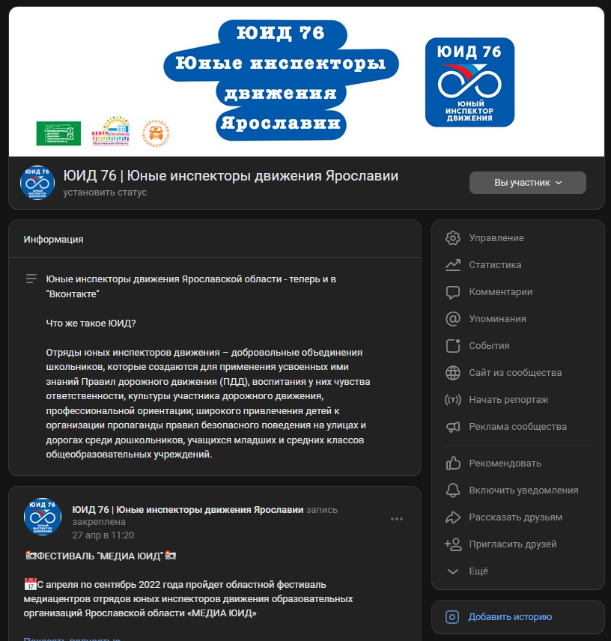 ЮИД 76
Юные инспекторы
движения
Ярославии
ЮИД 76
ЮНЫЙ
ИНСПЕКТОР
ДВИЖЕНИЯ
ЮИД 76 | Юные инспекторы движения Ярославии
установить статус
Вы участник
Информация
Юные инспекторы движения Ярославской области - теперь и в
"Вконтакте"
Что же такое ЮИД?
Отряды юных инспекторов движения – добровольные объединения
школьников, которые создаются для применения усвоенных ими
знаний Правил дорожного движения (ПДД), воспитания у них чувства
ответственности, культуры участника дорожного движения,
профессиональной ориентации; широкого привлечения детей к
организации пропаганды правил безопасного поведения на улицах и
дорогах среди дошкольников, учащихся младших и средних классов
общеобразовательных учреждений.
ЮИД 76 | Юные инспекторы движения Ярославии запись
закреплена
27 апр в 11:20
ФЕСТИВАЛЬ "МЕДИА ЮИД"
С апреля по сентябрь 2022 года пройдет областной фестиваль
медиацентров отрядов юных инспекторов движения образовательных
организаций Ярославской области «МЕДИА ЮИД»
Показать полностью
Управление
Статистика
Комментарии
Упоминания
События
Сайт из сообщества
Начать репортаж
Реклама сообщества
Рекомендовать
Включить уведомления
Рассказать друзьям
Пригласить друзей
Ещё
Добавить историю